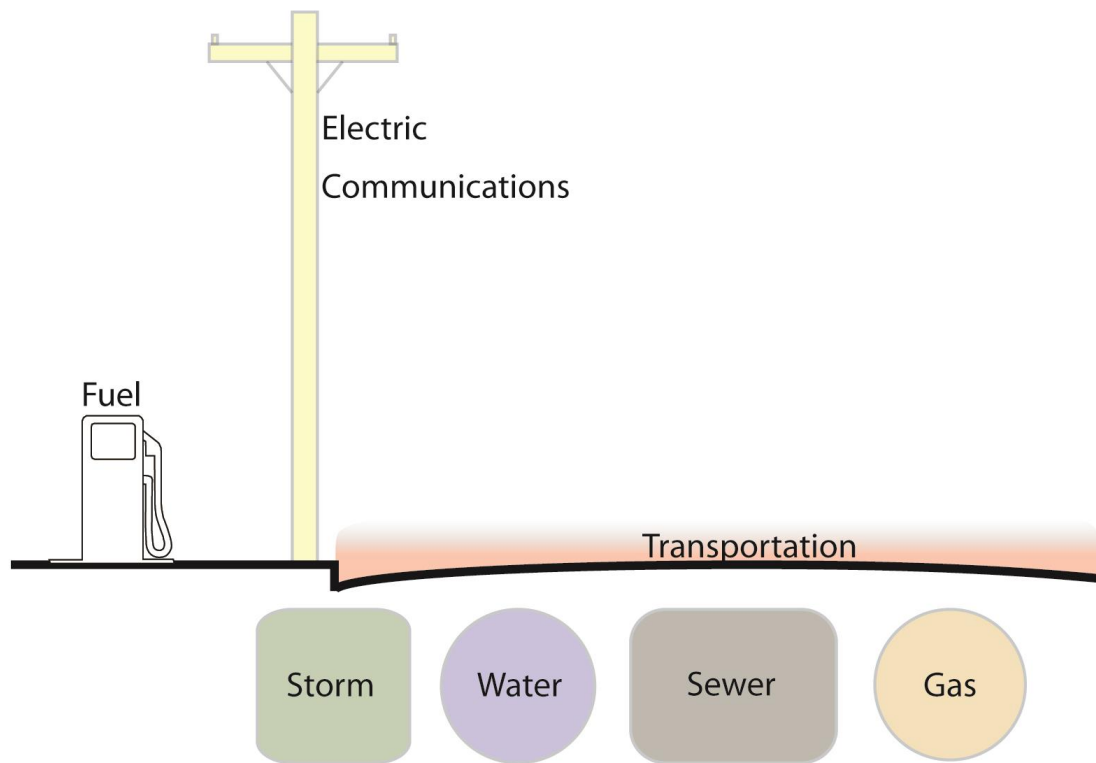 Electric
Communications
Fuel
Transportation
Storm
Water
Sewer
Gas